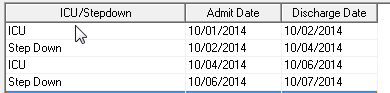 ICU/Stepdown Admit Date Discharge Date
ICU 10/01/2014 10/02/2014
Step Down 10/02/2014 10/04/2014
ICU 10/04/2014 10/06/2014
Step Down 10/06/2014 10/07/2014